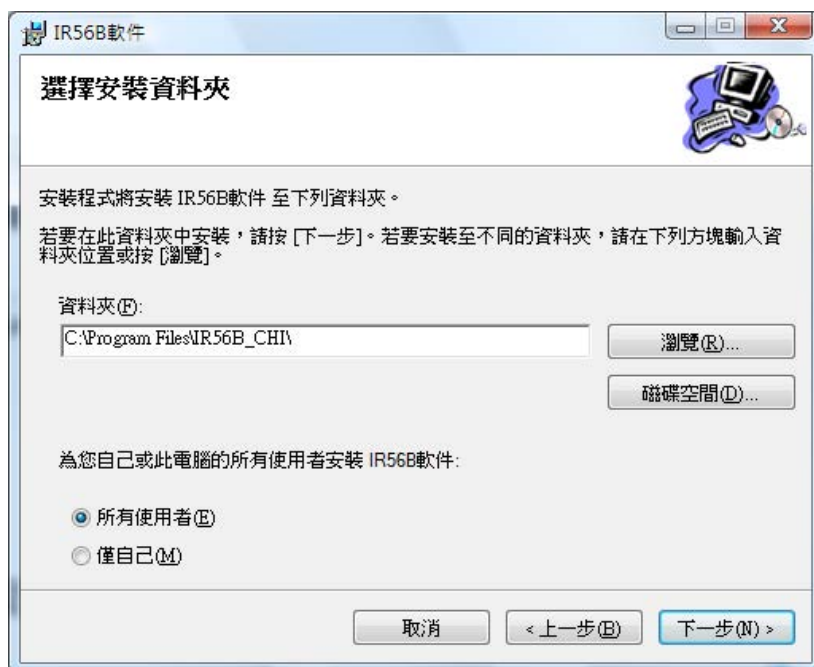 IR56B軟件
選擇安裝資料夾
安裝程式將安裝 IR56B軟件 至下列資料夾。
若要在此資料夾中安裝，請按 [下一步]。若要安裝至不同的資料夾，請在下列方塊輸入資
料夾位置或按 [瀏覽]。
資料夾(F):
C:\Program Files\IR56B_CHI\
瀏覽(R)...
磁碟空間(D)...
為您自己或此電腦的所有使用者安裝 IR56B軟件:
所有使用者(E)
僅自己(M)
取消
<上一步(B)
下一步(N) >